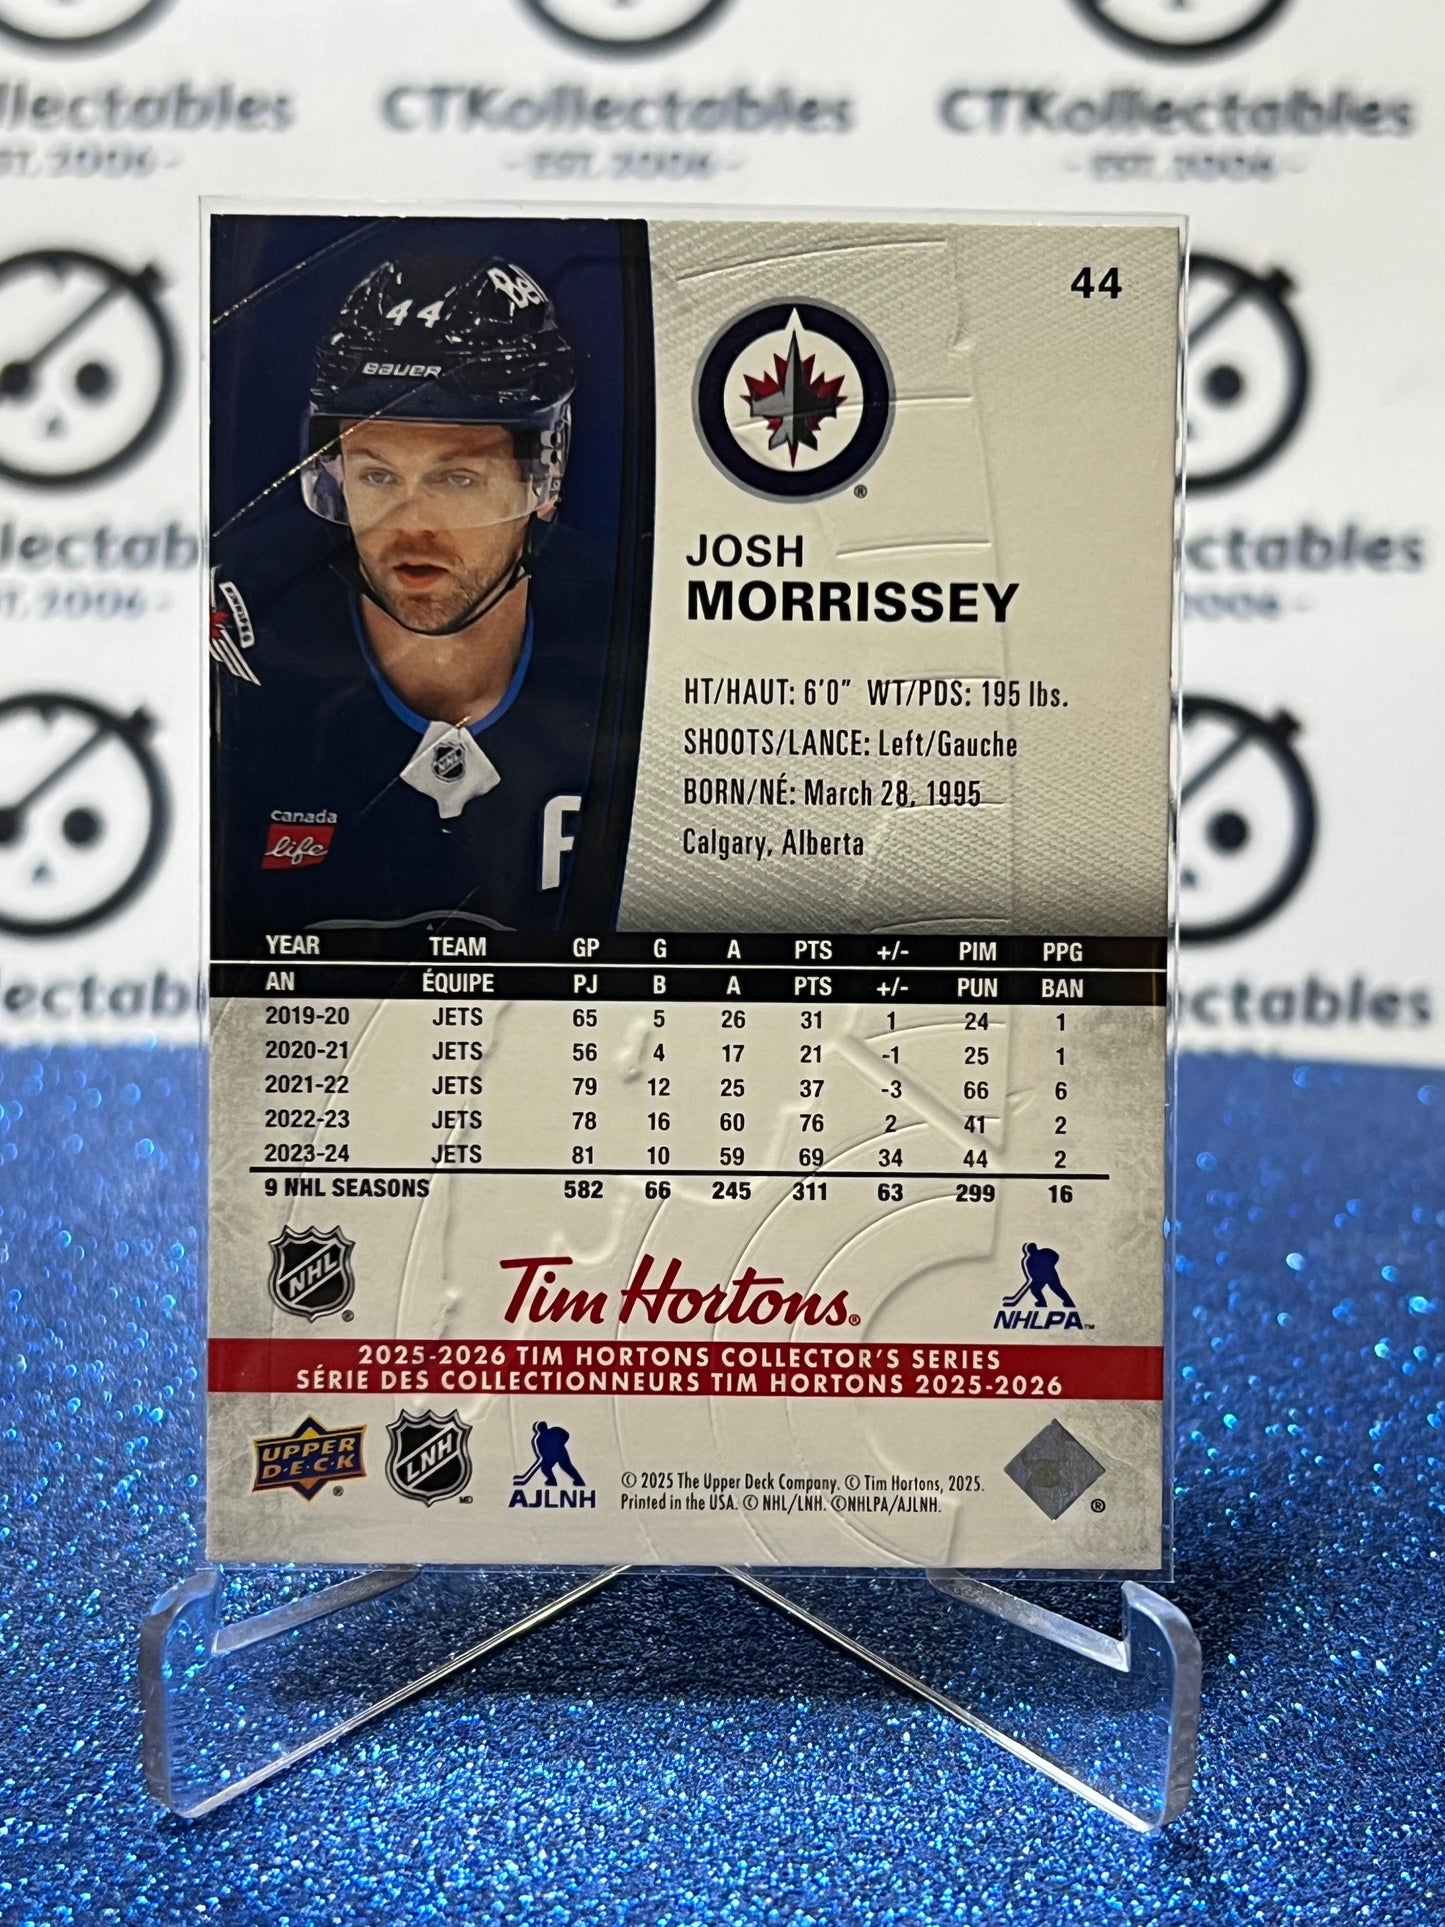 CTKollectables
- EST. 2006 -
CTKollectables
- EST. 2006 -
44
44
Bell
BAUER
JOSH
MORRISSEY
HT/HAUT: 6'0" WT/PDS: 195 lbs.
SHOOTS/LANCE: Left/Gauche
BORN/NÉ: March 28, 1995
Calgary, Alberta
NHL
canada
life
YEAR TEAM GP G A PTS +/- PIM PPG
AN ÉQUIPE PJ B A PTS +/- PUN BAN
2019-20 JETS 65 5 26 31 1 24 1
2020-21 JETS 56 4 17 21 -1 25 1
2021-22 JETS 79 12 25 37 -3 66 6
2022-23 JETS 78 16 60 76 2 41 2
2023-24 JETS 81 10 59 69 34 44 2
9 NHL SEASONS 582 66 245 311 63 299 16
NHL
Tim Hortons®
NHLPA™
2025-2026 TIM HORTONS COLLECTOR'S SERIES
SÉRIE DES COLLECTIONNEURS TIM HORTONS 2025-2026
UPPER
D·E·C·K
LNH
MD
AJLNH
© 2025 The Upper Deck Company. © Tim Hortons, 2025.
Printed in the USA. © NHL/LNH. ©NHLPA/AJLNH.